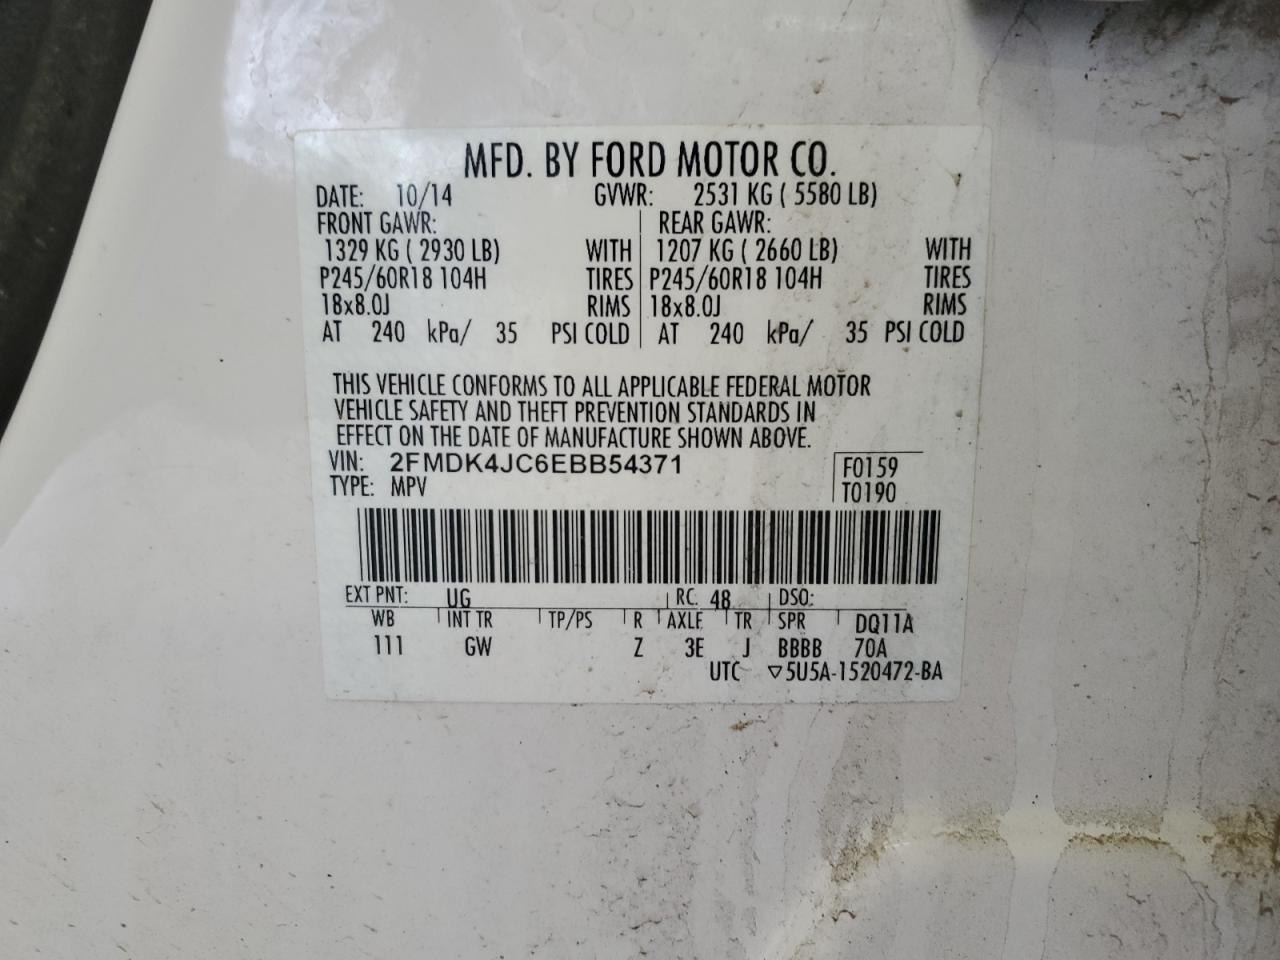 MFD. BY FORD MOTOR CO.
DATE: 10/14 GVWR: 2531 KG ( 5580 LB)
FRONT GAWR: REAR GAWR:
1329 KG ( 2930 LB) WITH 1207 KG ( 2660 LB) WITH
P245/60R18 104H TIRES P245/60R18 104H TIRES
18x8.0J RIMS 18x8.0J RIMS
AT 240 kPa/ 35 PSI COLD AT 240 kPa/ 35 PSI COLD
THIS VEHICLE CONFORMS TO ALL APPLICABLE FEDERAL MOTOR
VEHICLE SAFETY AND THEFT PREVENTION STANDARDS IN
EFFECT ON THE DATE OF MANUFACTURE SHOWN ABOVE.
VIN: 2FMDK4JC6EBB54371 F0159
TYPE: MPV T0190
EXT PNT: UG RC: 48 DSO:
WB INT TR TP/PS R AXLE TR SPR DQ11A
111 GW Z 3E J BBBB 70A
UTC ▽5U5A-1520472-BA